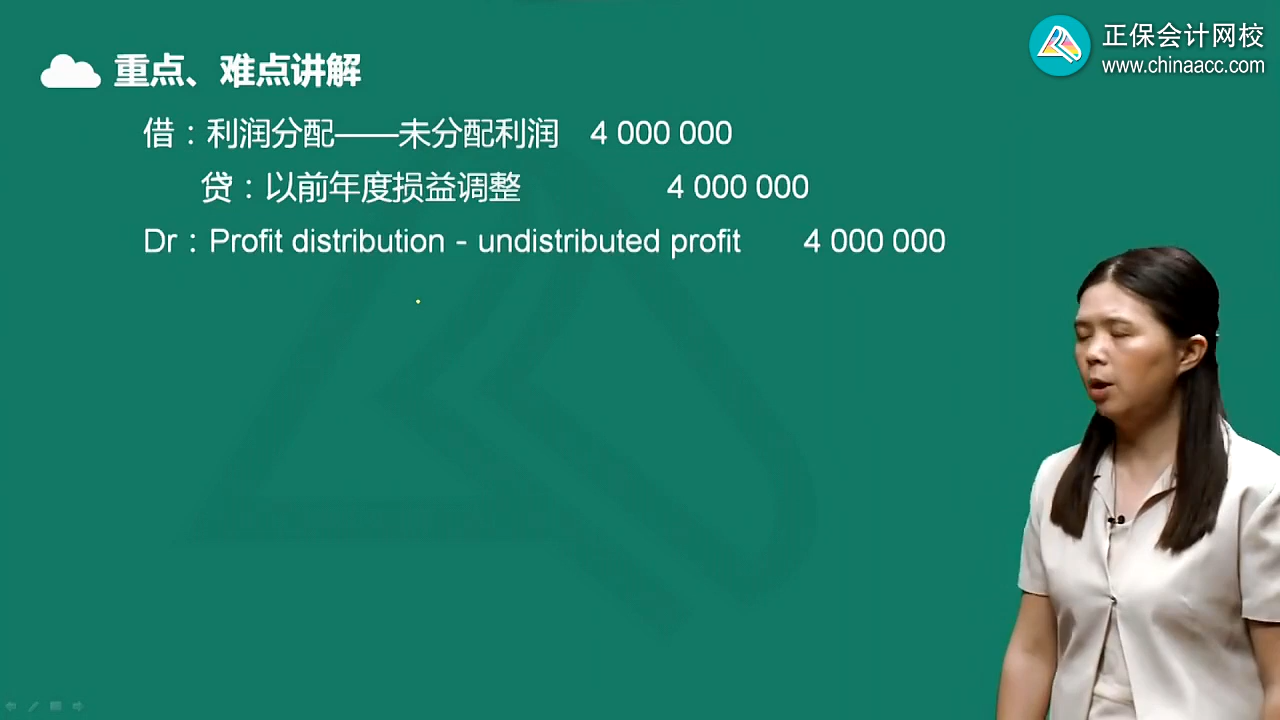 正保会计网校
www.chinaacc.com
重点、难点讲解
借：利润分配——未分配利润 4 000 000
贷：以前年度损益调整 4 000 000
Dr：Profit distribution - undistributed profit 4 000 000